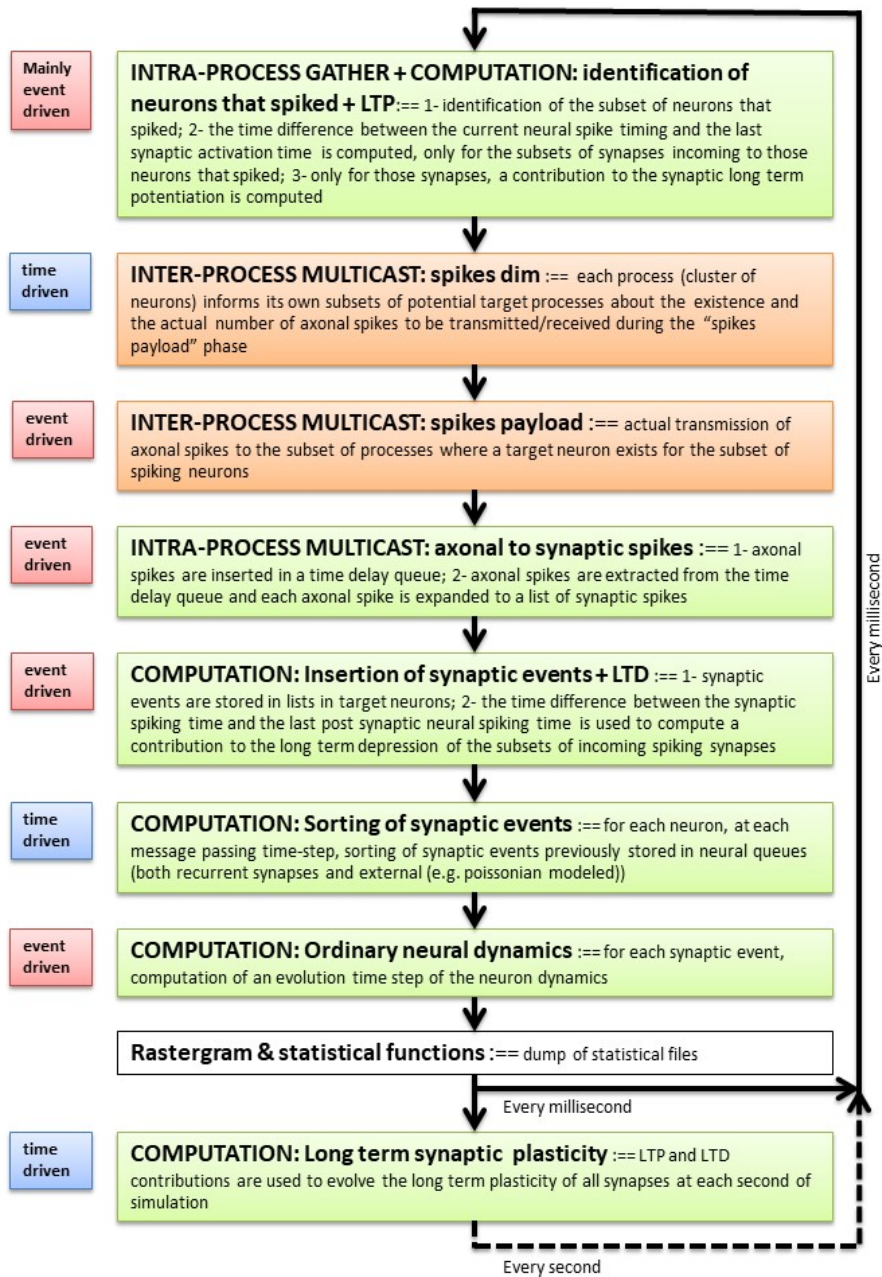 Mainly
event
driven
INTRA-PROCESS GATHER + COMPUTATION: identification of
neurons that spiked + LTP:== 1- identification of the subset of neurons that
spiked; 2- the time difference between the current neural spike timing and the last
synaptic activation time is computed, only for the subsets of synapses incoming to those
neurons that spiked; 3- only for those synapses, a contribution to the synaptic long term
potentiation is computed
time
driven
INTER-PROCESS MULTICAST: spikes dim :== each process (cluster of
neurons) informs its own subsets of potential target processes about the existence and
the actual number of axonal spikes to be transmitted/received during the “spikes
payload” phase
event
driven
INTER-PROCESS MULTICAST: spikes payload :== actual transmission of
axonal spikes to the subset of processes where a target neuron exists for the subset of
spiking neurons
event
driven
INTRA-PROCESS MULTICAST: axonal to synaptic spikes :== 1- axonal
spikes are inserted in a time delay queue; 2- axonal spikes are extracted from the time
delay queue and each axonal spike is expanded to a list of synaptic spikes
Every millisecond
event
driven
COMPUTATION: Insertion of synaptic events + LTD :== 1- synaptic
events are stored in lists in target neurons; 2- the time difference between the synaptic
spiking time and the last post synaptic neural spiking time is used to compute a
contribution to the long term depression of the subsets of incoming spiking synapses
time
driven
COMPUTATION: Sorting of synaptic events :== for each neuron, at each
message passing time-step, sorting of synaptic events previously stored in neural queues
(both recurrent synapses and external (e.g. poissonian modeled))
event
driven
COMPUTATION: Ordinary neural dynamics :== for each synaptic event,
computation of an evolution time step of the neuron dynamics
Rastergram & statistical functions :== dump of statistical files
Every millisecond
time
driven
COMPUTATION: Long term synaptic plasticity :== LTP and LTD
contributions are used to evolve the long term plasticity of all synapses at each second of
simulation
Every second